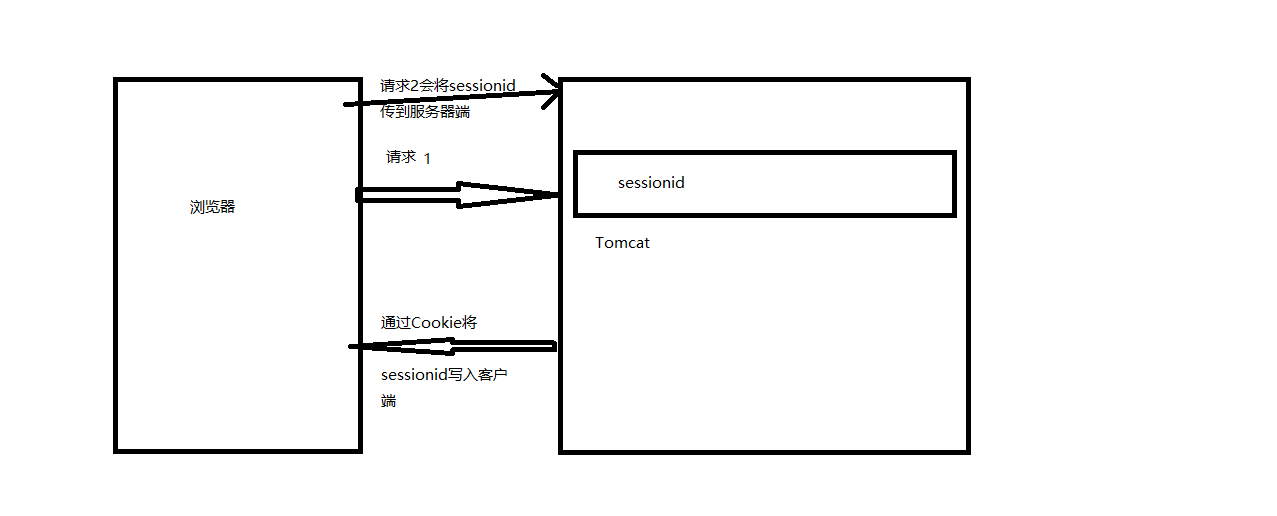 请求2会将sessionid
传到服务器端
请求 1
sessionid
浏览器
Tomcat
通过Cookie将
sessionid写入客户
端